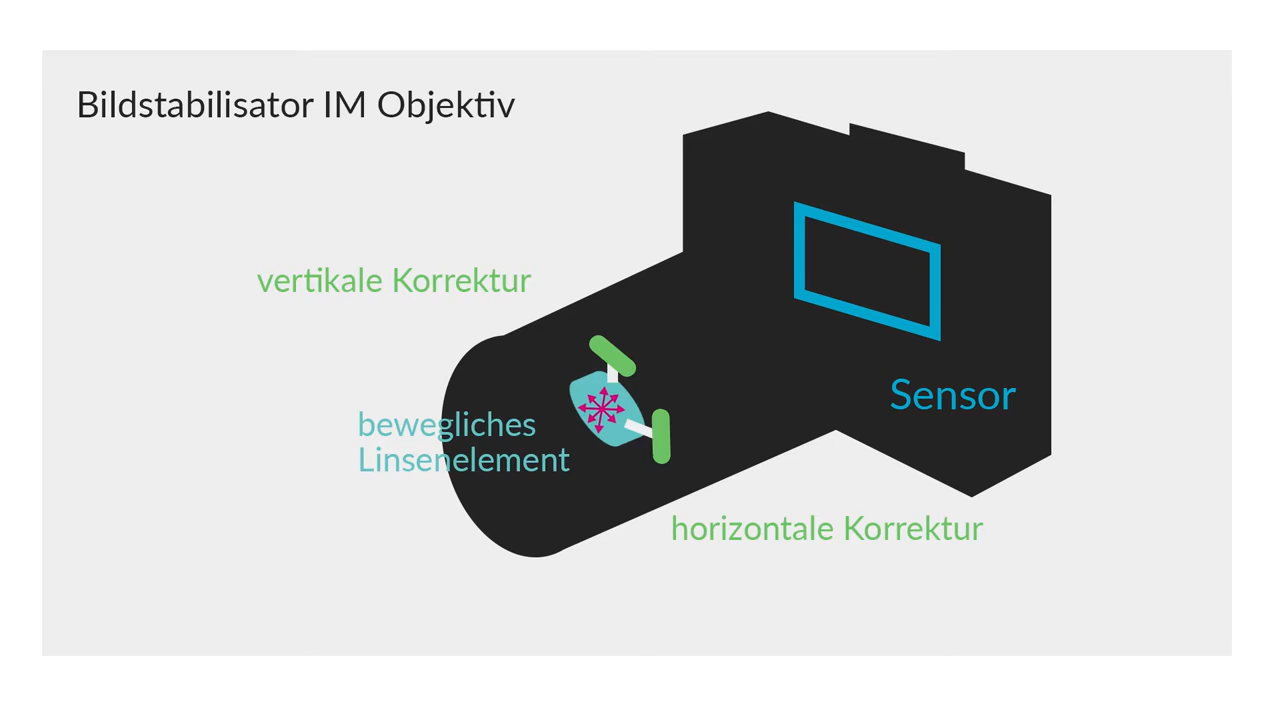 Bildstabilisator IM Objektiv
vertikale Korrektur
bewegliches
Linsenelement
Sensor
horizontale Korrektur